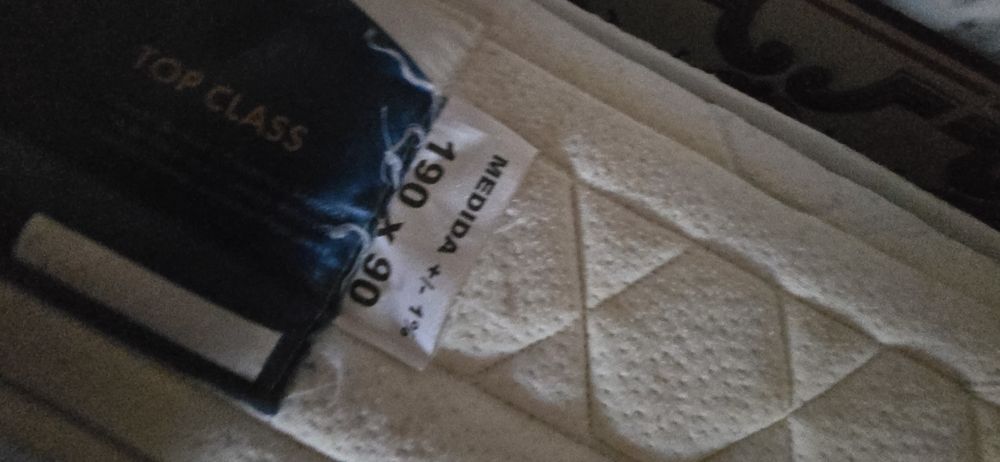 TOP CLASS
MEDIDA +/- 1%
190 x 90